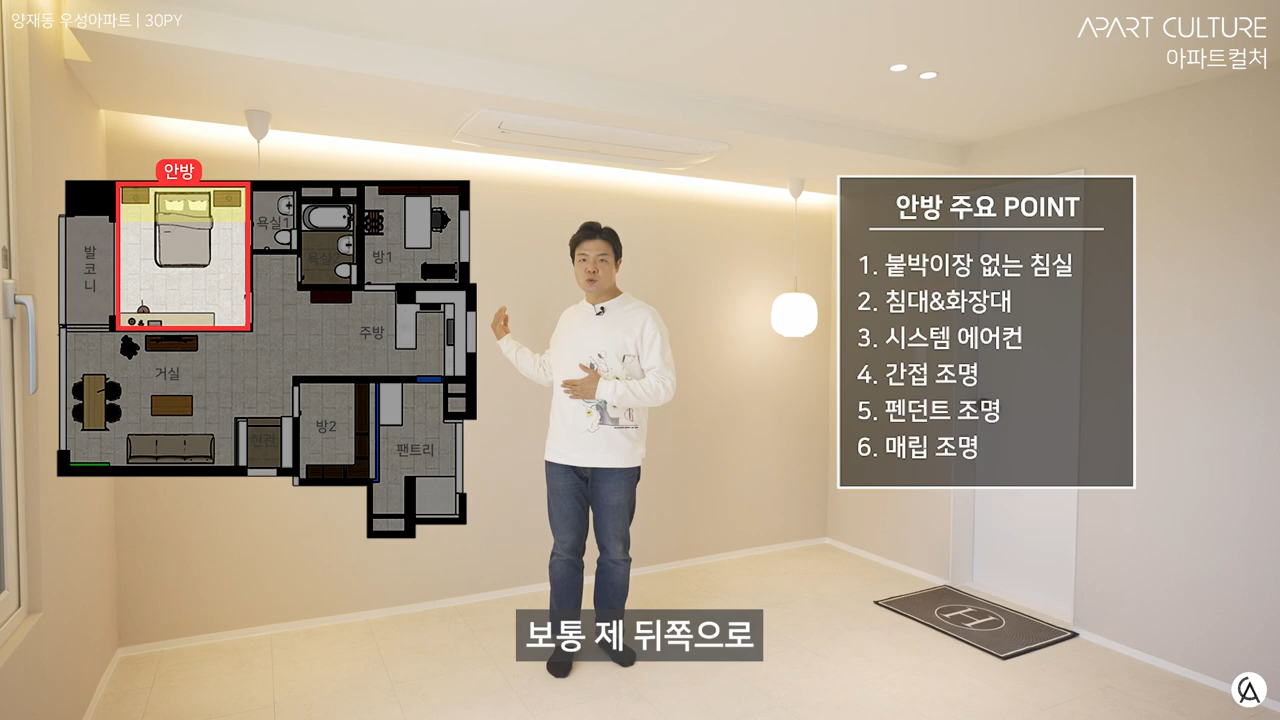 양재동 우성아파트 | 30PY
APART CULTURE
아파트컬처
안방
욕실1
욕실2
방1
발코니
주방
거실
현관
방2
팬트리
안방 주요 POINT
1. 붙박이장 없는 침실
2. 침대&화장대
3. 시스템 에어컨
4. 간접 조명
5. 펜던트 조명
6. 매립 조명
H
보통 제 뒤쪽으로